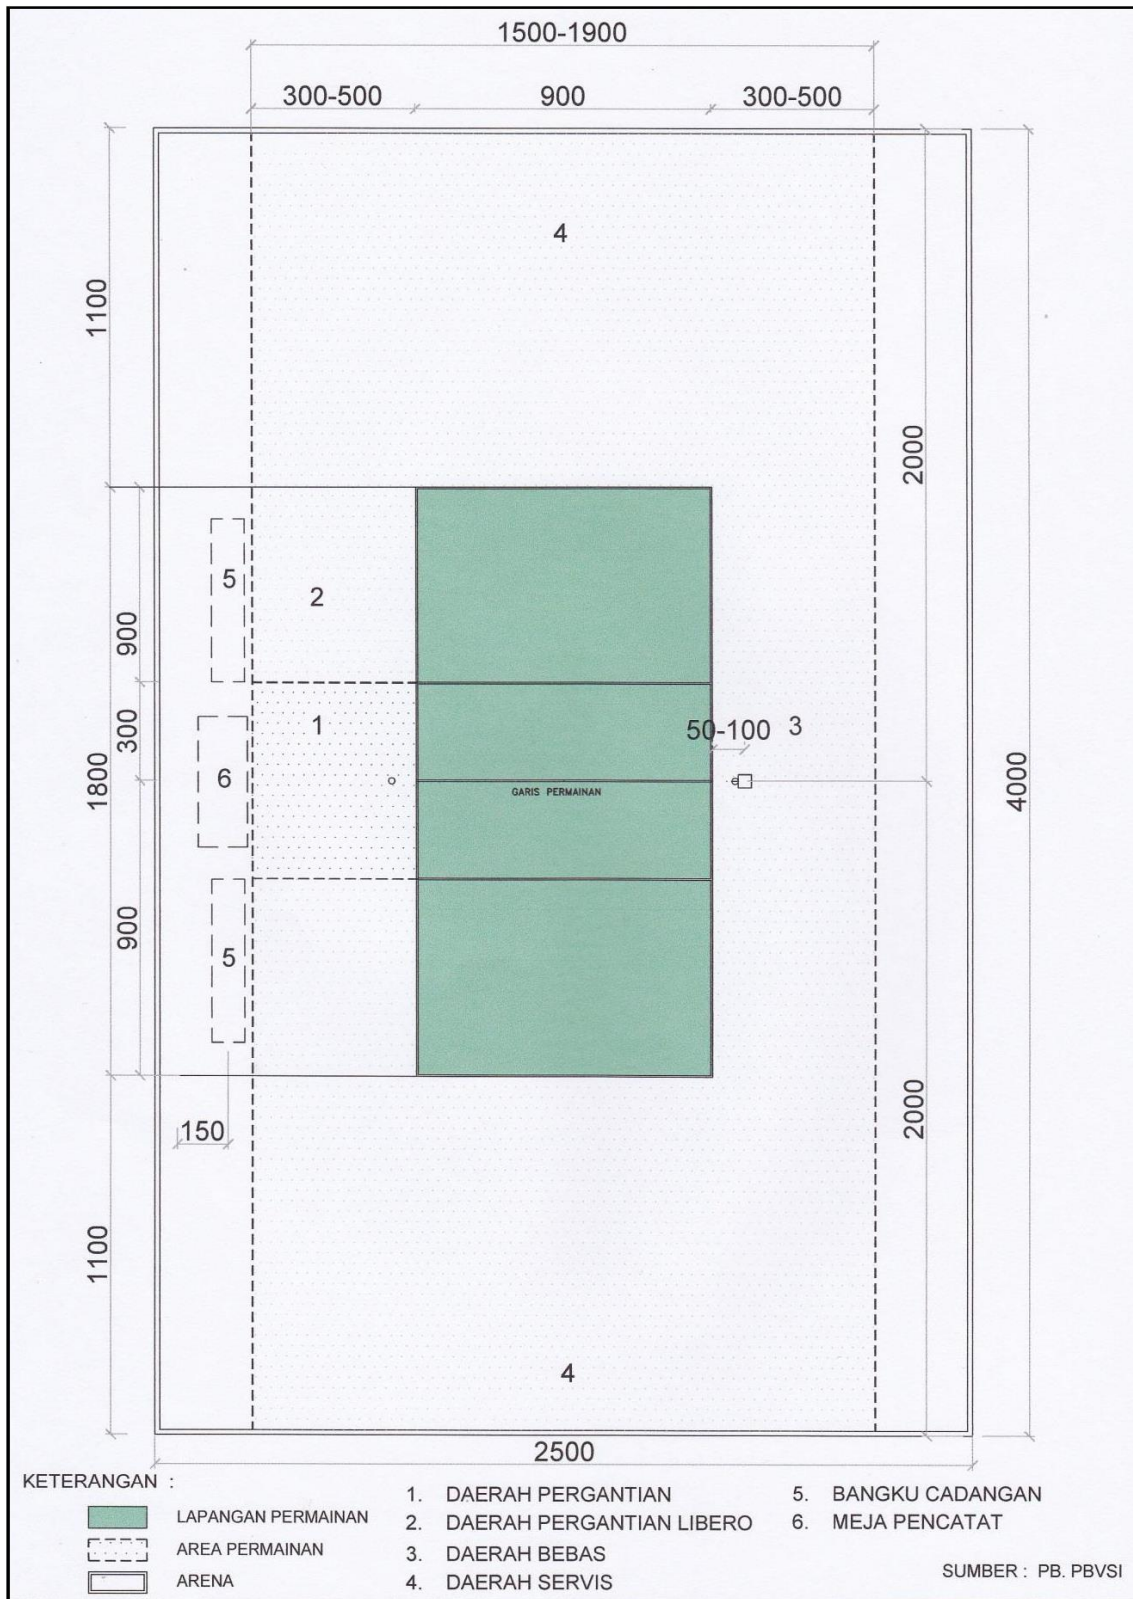 1500-1900
300-500
900
300-500
4
1100
2000
5
2
900
1
50-100
3
300
6
1800
GARIS PERMAINAN
4000
900
5
150
2000
1100
4
2500
KETERANGAN :
LAPANGAN PERMAINAN
AREA PERMAINAN
ARENA
1. DAERAH PERGANTIAN
2. DAERAH PERGANTIAN LIBERO
3. DAERAH BEBAS
4. DAERAH SERVIS
5. BANGKU CADANGAN
6. MEJA PENCATAT
SUMBER : PB. PBVSI